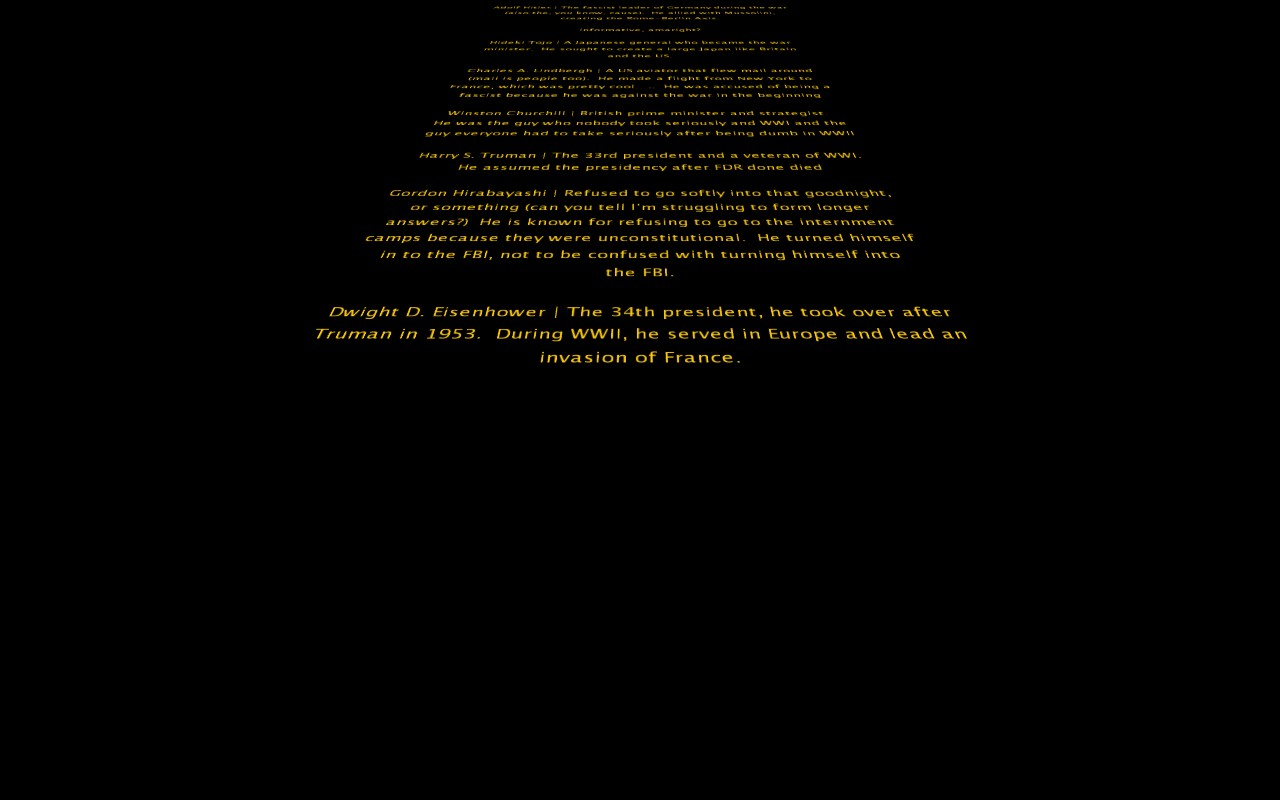 Adolf Hitler | The fascist leader of Germany during the war
(also the, you know, cause). He allied with Mussolini,
creating the Rome-Berlin Axis.
Informative, amaright?
Hideki Tojo | A Japanese general who became the war
minister. He sought to create a large Japan like Britain
and the US.
Charles A. Lindbergh | A US aviator that flew mail around
(mail is people too). He made a flight from New York to
France, which was pretty cool . . . He was accused of being a
fascist because he was against the war in the beginning
Winston Churchill | British prime minister and strategist
He was the guy who nobody took seriously and WWI and the
guy everyone had to take seriously after being dumb in WWII
Harry S. Truman | The 33rd president and a veteran of WWI.
He assumed the presidency after FDR done died
Gordon Hirabayashi | Refused to go softly into that goodnight,
or something (can you tell I'm struggling to form longer
answers?) He is known for refusing to go to the internment
camps because they were unconstitutional. He turned himself
in to the FBI, not to be confused with turning himself into
the FBI.
Dwight D. Eisenhower | The 34th president, he took over after
Truman in 1953. During WWII, he served in Europe and lead an
invasion of France.